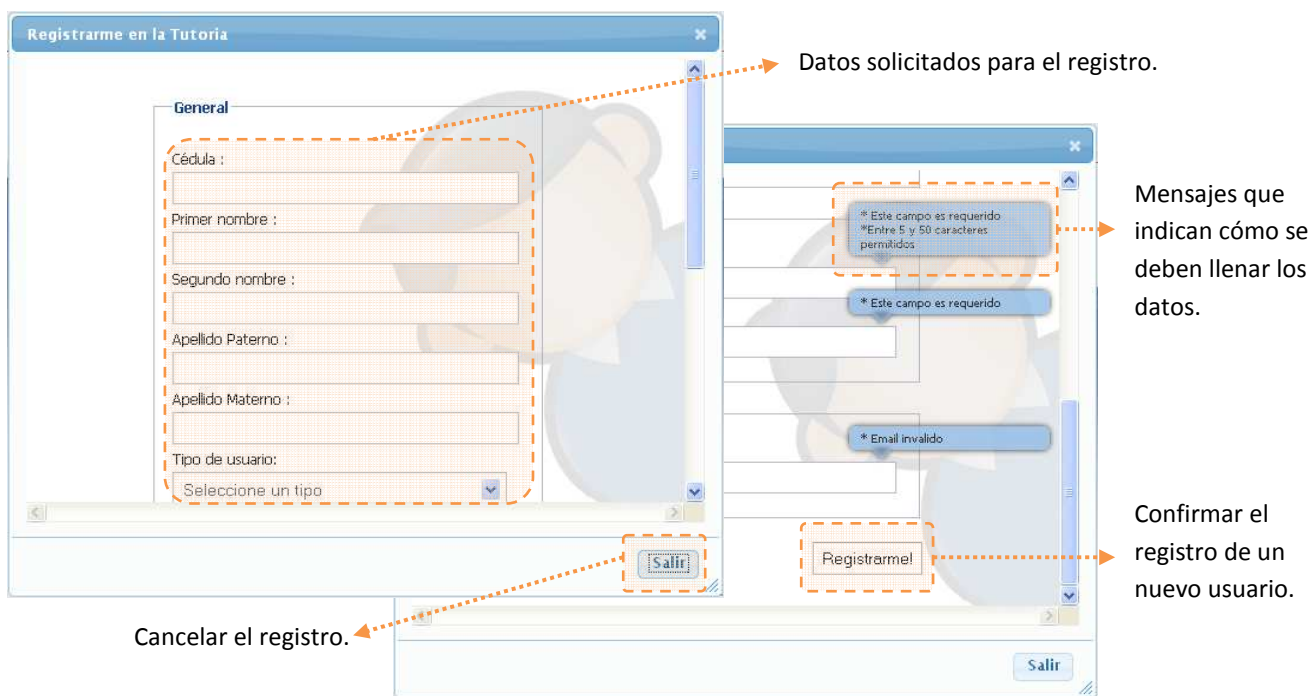 Registrarme en la Tutoria
General
Cédula :
Primer nombre :
Segundo nombre :
Apellido Paterno :
Apellido Materno :
Tipo de usuario:
Seleccione un tipo
Salir
Datos solicitados para el registro.
* Este campo es requerido
*Entre 5 y 50 caracteres
permitidos
* Este campo es requerido
* Email invalido
Registrarme!
Salir
Mensajes que
indican cómo se
deben llenar los
datos.
Confirmar el
registro de un
nuevo usuario.
Cancelar el registro.